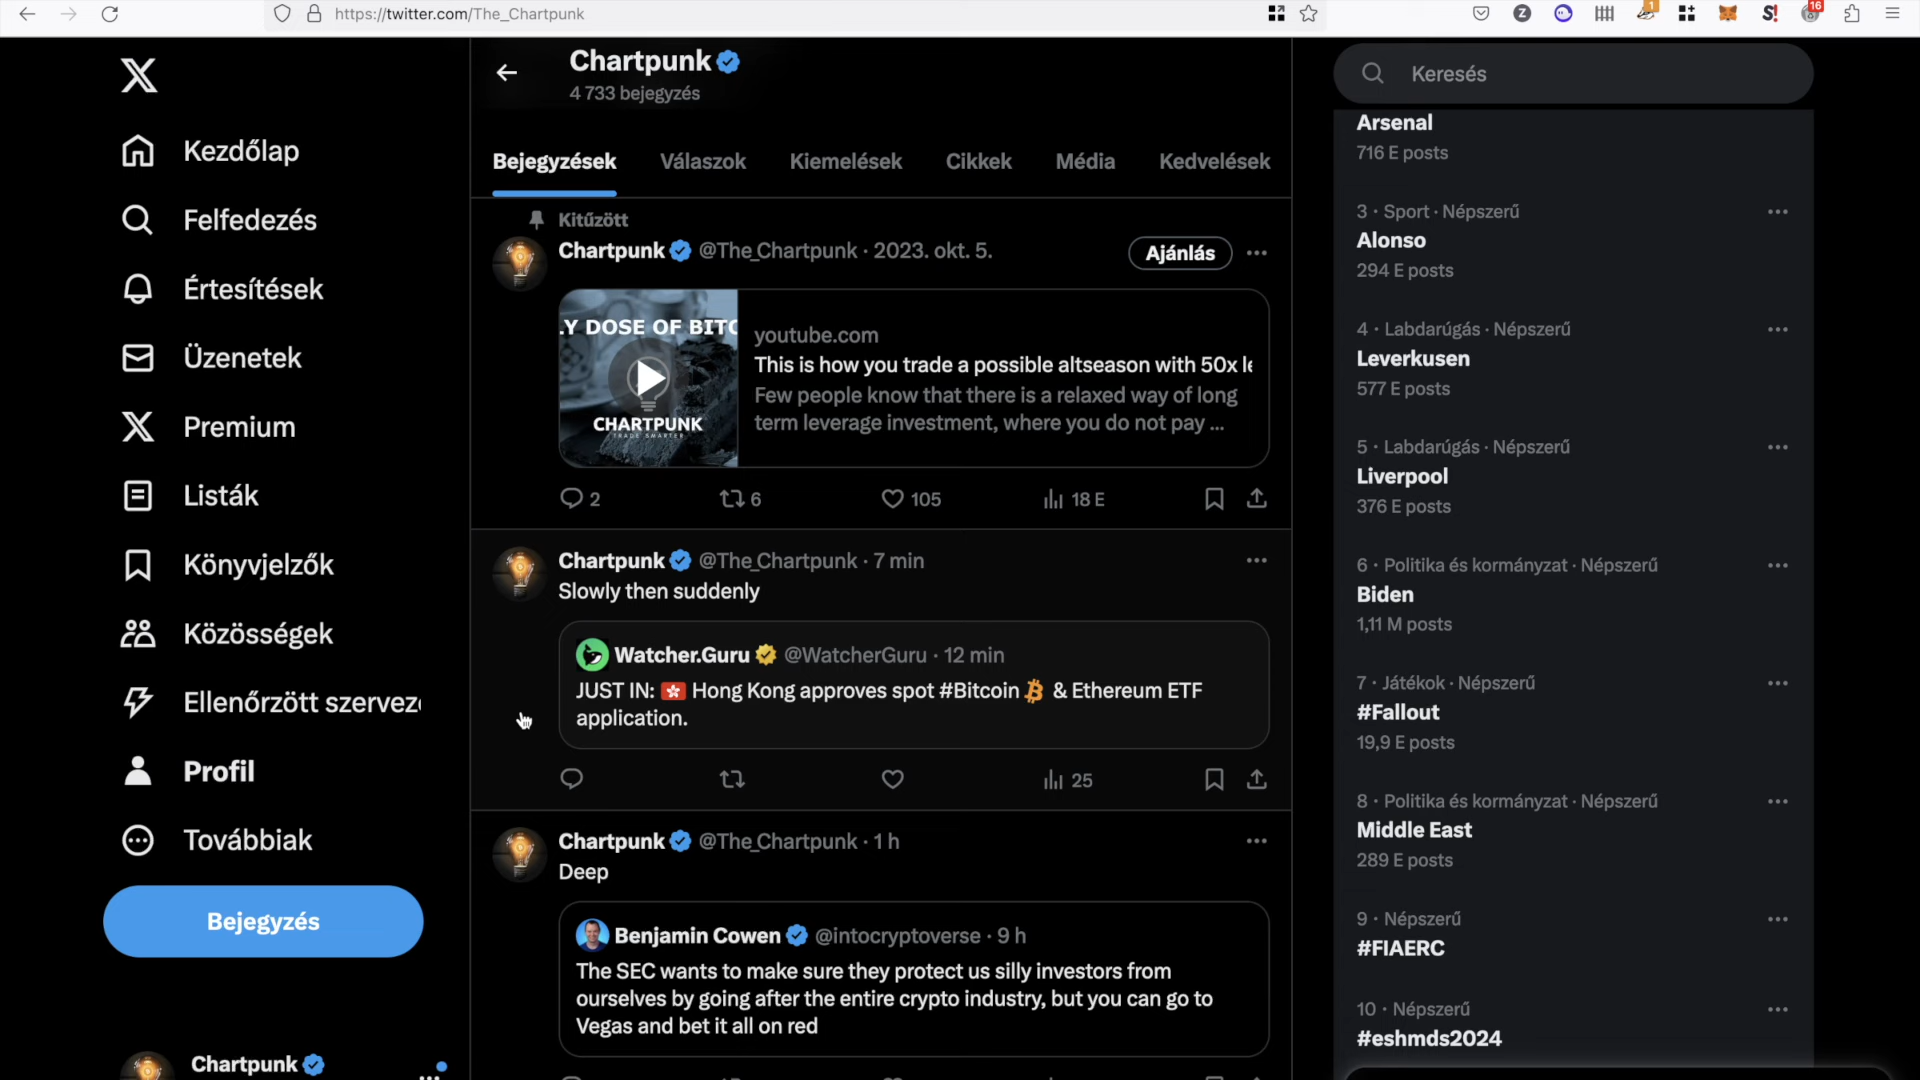 https://twitter.com/The_Chartpunk
1
16
Chartpunk
4 733 bejegyzés
Keresés
Kezdőlap
Felfedezés
Értesítések
Üzenetek
Premium
Listák
Könyvjelzők
Közösségek
Ellenőrzött szerveze
Profil
Továbbiak
Bejegyzés
Chartpunk
Bejegyzések
Válaszok
Kiemelések
Cikkek
Média
Kedvelések
Kitűzött
Chartpunk @The_Chartpunk · 2023. okt. 5.
Ajánlás
LY DOSE OF BITC
CHARTPUNK
TRADE SMARTER
youtube.com
This is how you trade a possible altseason with 50x le
Few people know that there is a relaxed way of long
term leverage investment, where you do not pay ...
2
6
105
18 E
Chartpunk @The_Chartpunk · 7 min
Slowly then suddenly
Watcher.Guru @WatcherGuru · 12 min
JUST IN: 🇭🇰 Hong Kong approves spot #Bitcoin & Ethereum ETF
application.
25
Chartpunk @The_Chartpunk · 1 h
Deep
Benjamin Cowen @intocryptoverse · 9 h
The SEC wants to make sure they protect us silly investors from
ourselves by going after the entire crypto industry, but you can go to
Vegas and bet it all on red
Arsenal
716 E posts
3 · Sport · Népszerű
Alonso
294 E posts
4 · Labdarúgás · Népszerű
Leverkusen
577 E posts
5 · Labdarúgás · Népszerű
Liverpool
376 E posts
6 · Politika és kormányzat · Népszerű
Biden
1,11 M posts
7 · Játékok · Népszerű
#Fallout
19,9 E posts
8 · Politika és kormányzat · Népszerű
Middle East
289 E posts
9 · Népszerű
#FIAERC
10 · Népszerű
#eshmds2024